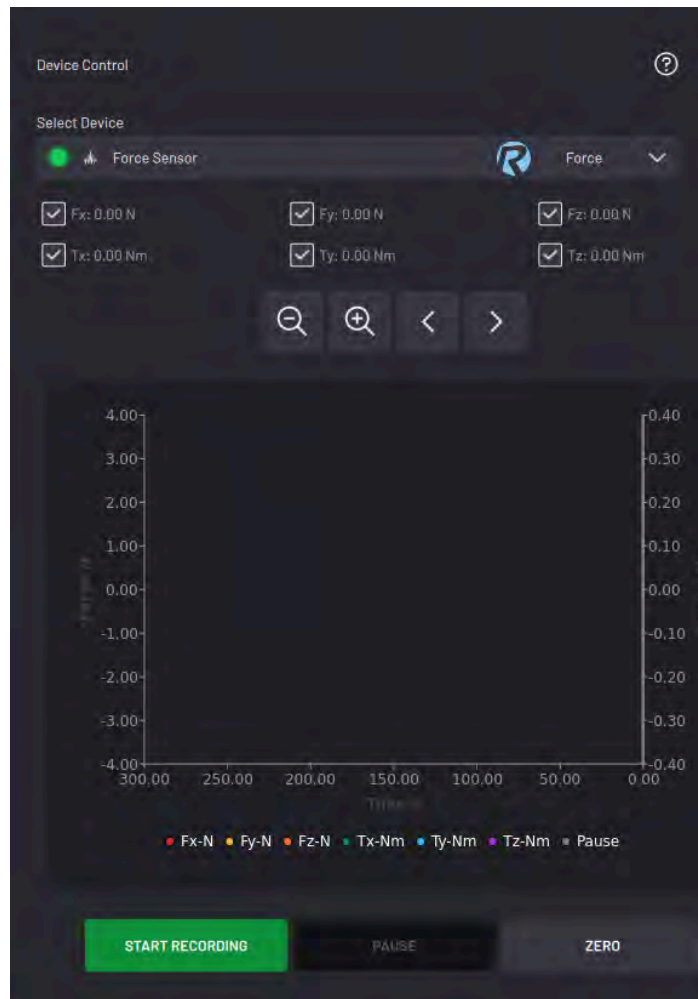 Device Control
Select Device
Force Sensor R Force
Fx: 0.00 N Fy: 0.00 N Fz: 0.00 N
Tx: 0.00 Nm Ty: 0.00 Nm Tz: 0.00 Nm
4.00 0.40
3.00 0.30
2.00 0.20
1.00 0.10
0.00 0.00
-1.00 -0.10
-2.00 -0.20
-3.00 -0.30
-4.00 -0.40
300.00 250.00 200.00 150.00 100.00 50.00 0.00
Fx-N Fy-N Fz-N Tx-Nm Ty-Nm Tz-Nm Pause
START RECORDING PAUSE ZERO